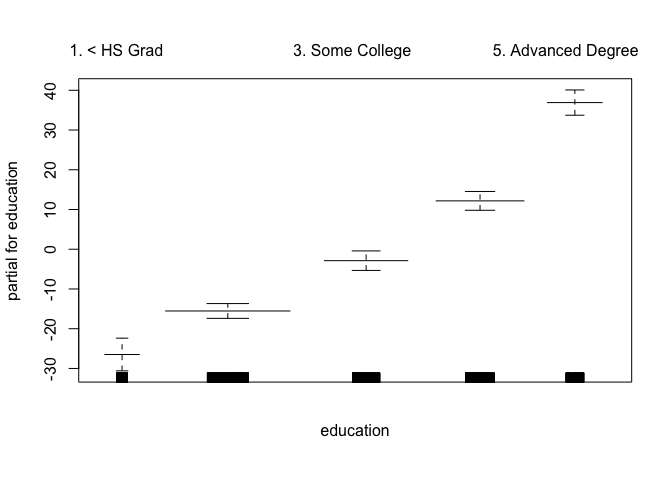 1. < HS Grad
3. Some College
5. Advanced Degree
40
30
20
10
0
-10
-20
-30
partial for education
education